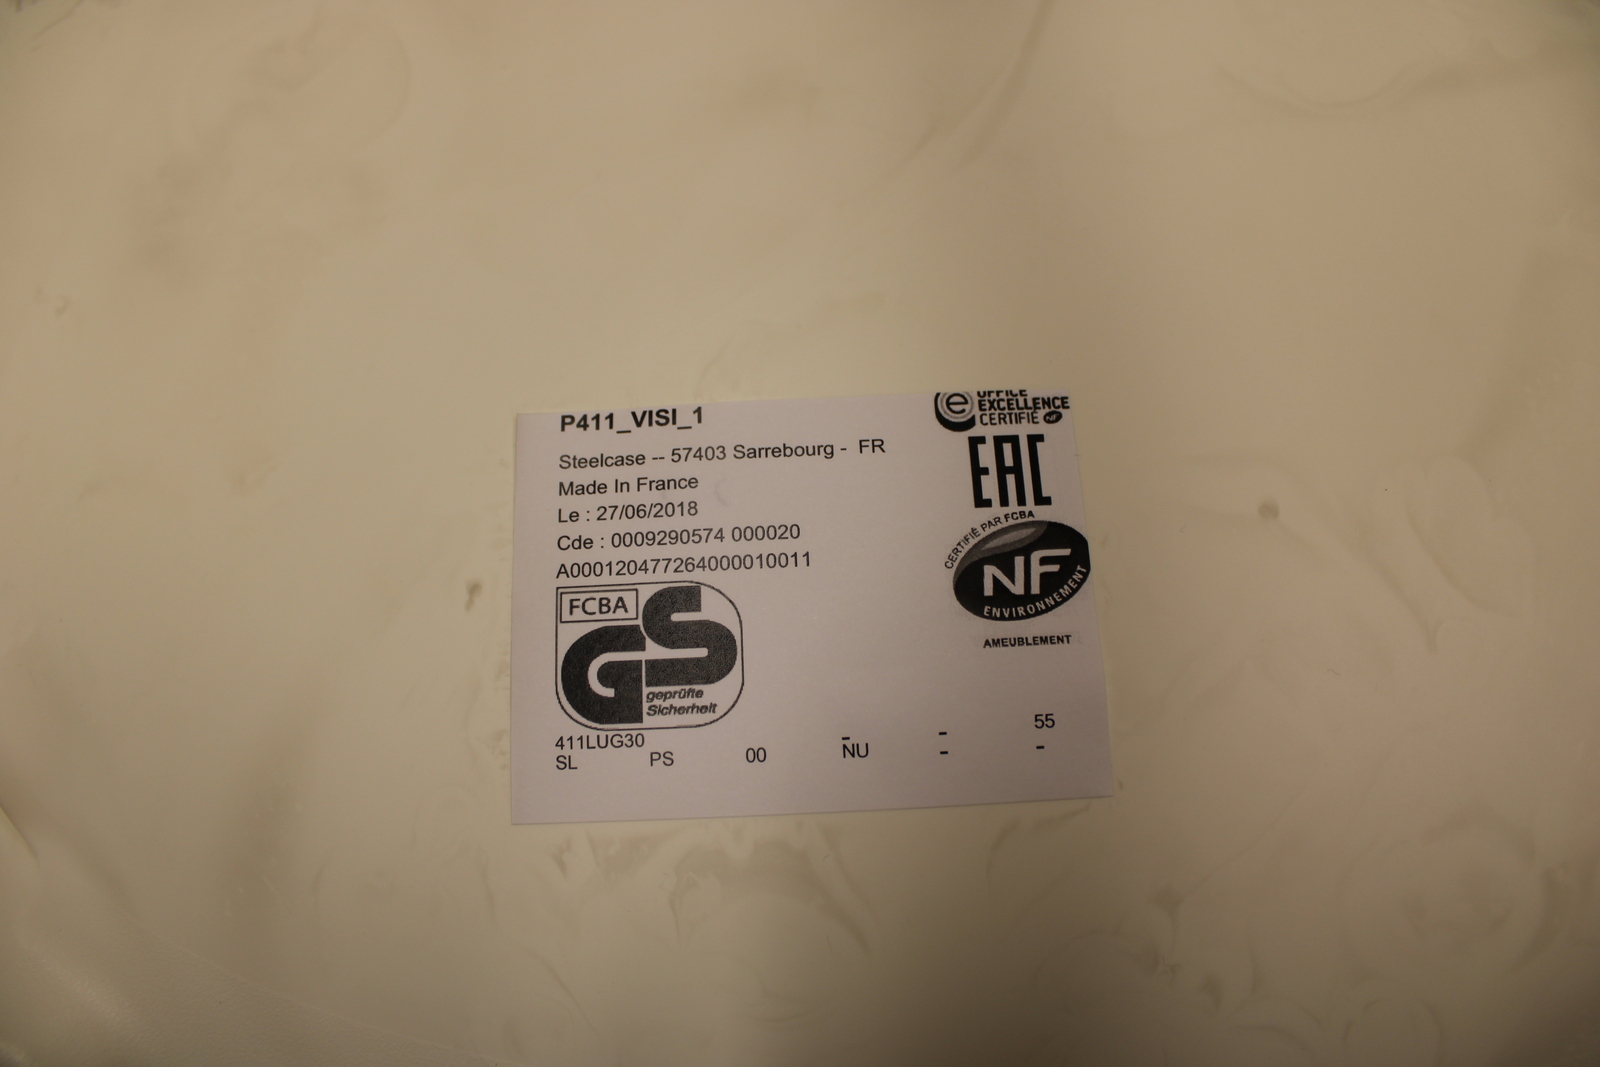 P411_VISI_1
Steelcase -- 57403 Sarrebourg - FR
Made In France
Le : 27/06/2018
Cde : 0009290574 000020
A000120477264000010011
FCBA
GS
geprüfte
Sicherheit
e
OFFICE
EXCELLENCE
CERTIFIÉ NF
EAC
CERTIFIÉ PAR FCBA
NF
ENVIRONNEMENT
AMEUBLEMENT
411LUG30 - - 55
SL PS 00 NU - -